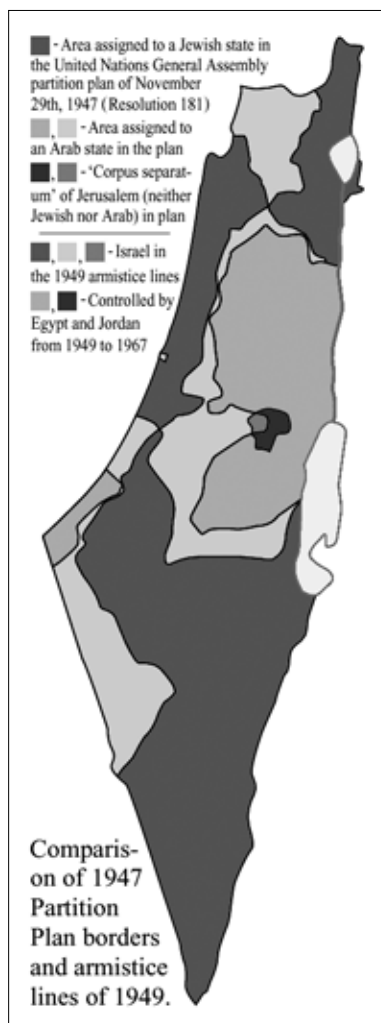 - Area assigned to a Jewish state in
the United Nations General Assembly
partition plan of November
29th, 1947 (Resolution 181)
, - Area assigned to
an Arab state in the plan
, - ‘Corpus separat-
um’ of Jerusalem (neither
Jewish nor Arab) in plan
, , - Israel in
the 1949 armistice lines
, - Controlled by
Egypt and Jordan
from 1949 to 1967
Comparis-
on of 1947
Partition
Plan borders
and armistice
lines of 1949.